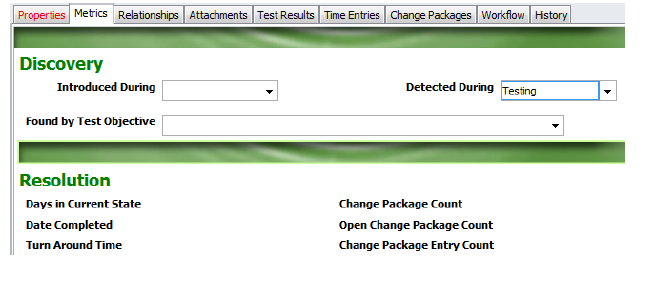 Properties Metrics Relationships Attachments Test Results Time Entries Change Packages Workflow History
Discovery
Introduced During Detected During Testing
Found by Test Objective
Resolution
Days in Current State Change Package Count
Date Completed Open Change Package Count
Turn Around Time Change Package Entry Count